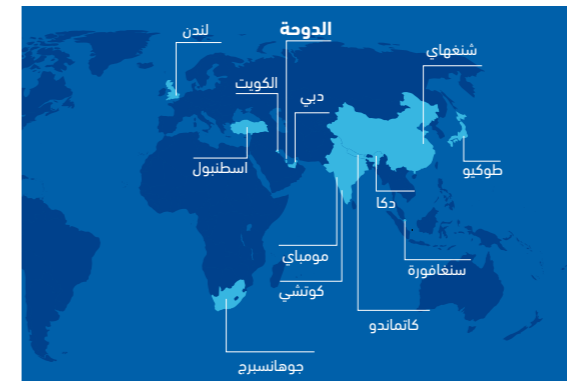 الدوحة
لندن
شنغهاي
الكويت
دبي
اسطنبول
طوكيو
دكا
مومباي
سنغافورة
كوتشي
كاتماندو
جوهانسبرج